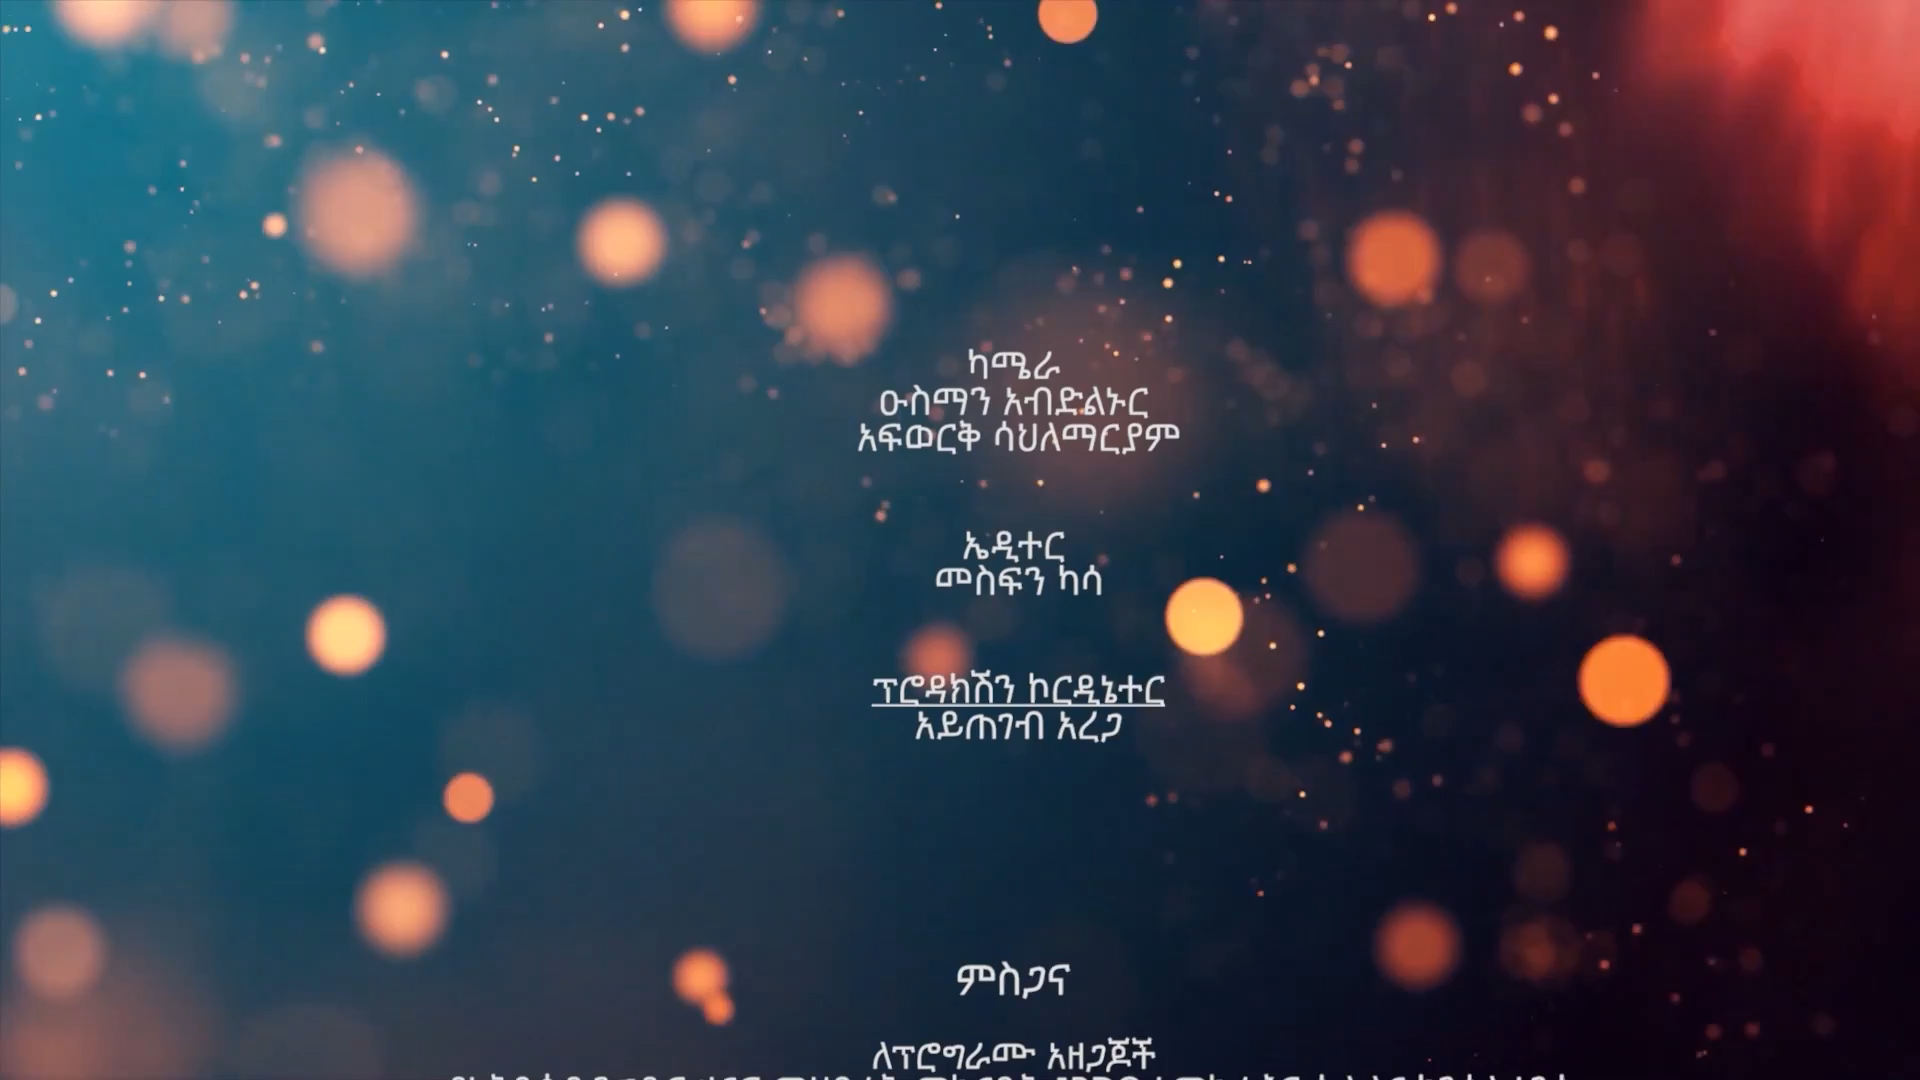 ካሜራ
ዑስማን አብድልኑር
አፍወርቅ ሳህለማርያም
ኤዲተር
መስፍን ካሳ
ፕሮዳክሽን ኮርዲኔተር
አይጠገብ አረጋ
ምስጋና
ለፕሮግራሙ አዘጋጆች